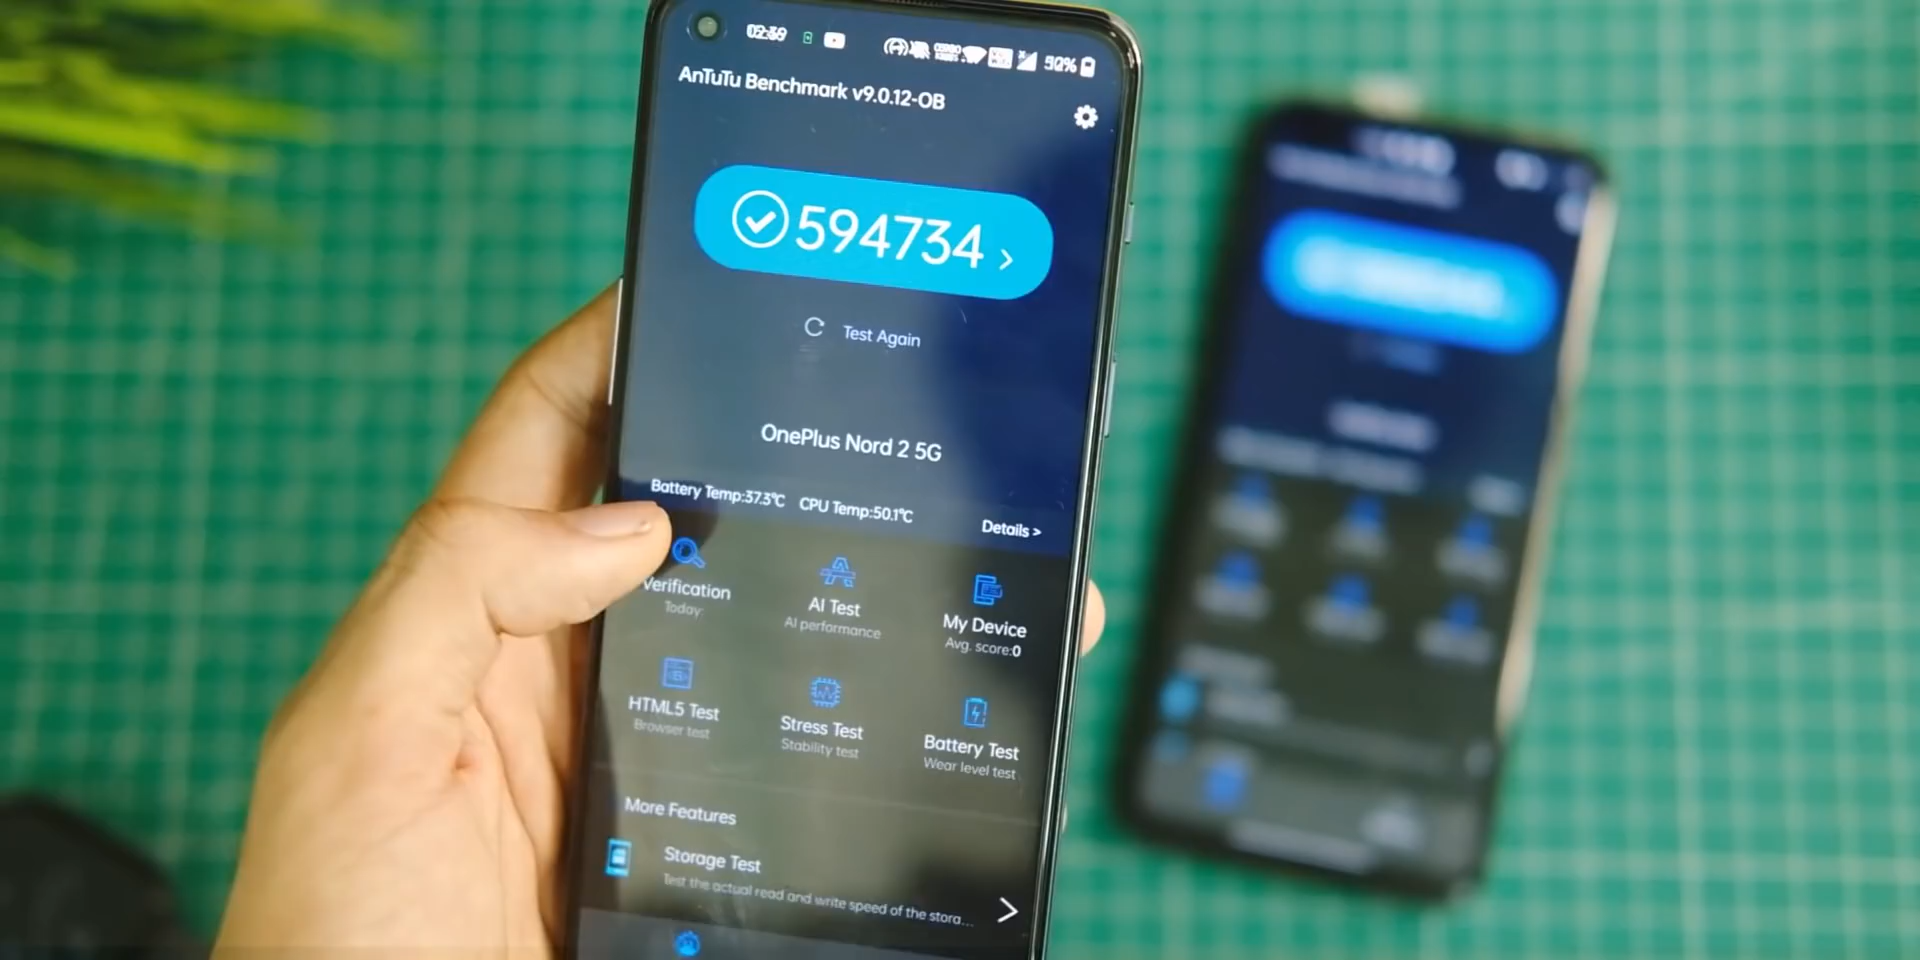 02:39
AnTuTu Benchmark v9.0.12-OB
594734 >
Test Again
OnePlus Nord 2 5G
Battery Temp:37.3℃ CPU Temp:50.1℃ Details >
Verification
Today:
AI Test
AI performance
My Device
Avg. score:0
HTML5 Test
Browser test
Stress Test
Stability test
Battery Test
Wear level test
More Features
Storage Test
Test the actual read and write speed of the stora...